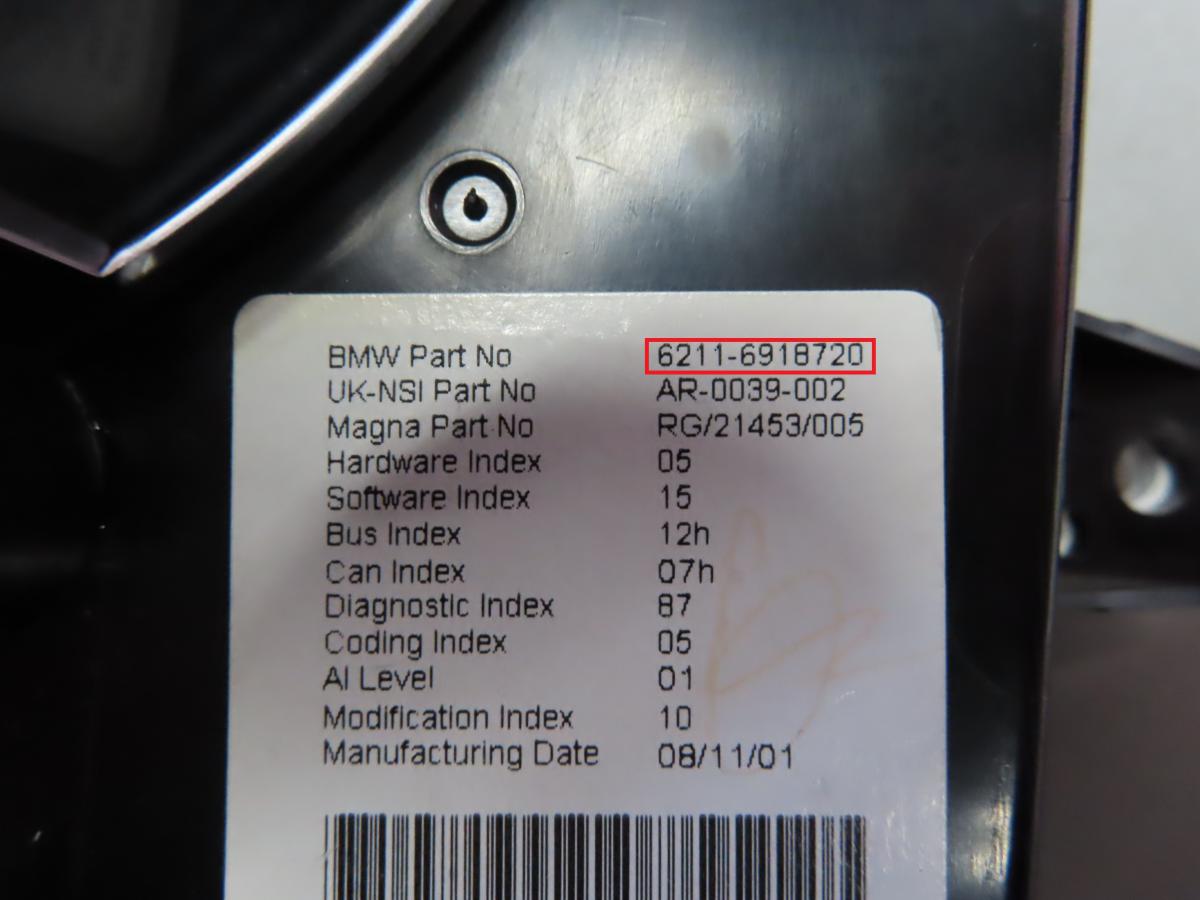 BMW Part No 6211-6918720
UK-NSI Part No AR-0039-002
Magna Part No RG/21453/005
Hardware Index 05
Software Index 15
Bus Index 12h
Can Index 07h
Diagnostic Index 87
Coding Index 05
AI Level 01
Modification Index 10
Manufacturing Date 08/11/01